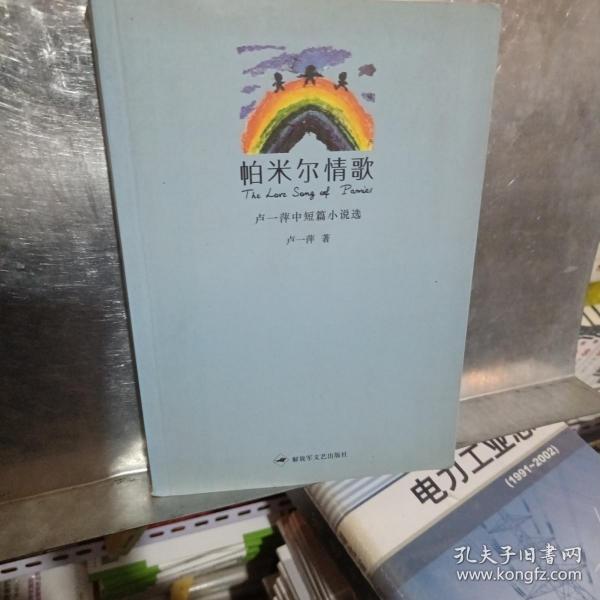 帕米尔情歌
The Love Song of Pamier
卢一萍中短篇小说选
卢一萍 著
解放军文艺出版社
电力工业志
(1991-2002)
孔夫子旧书网
www.kongfz.com